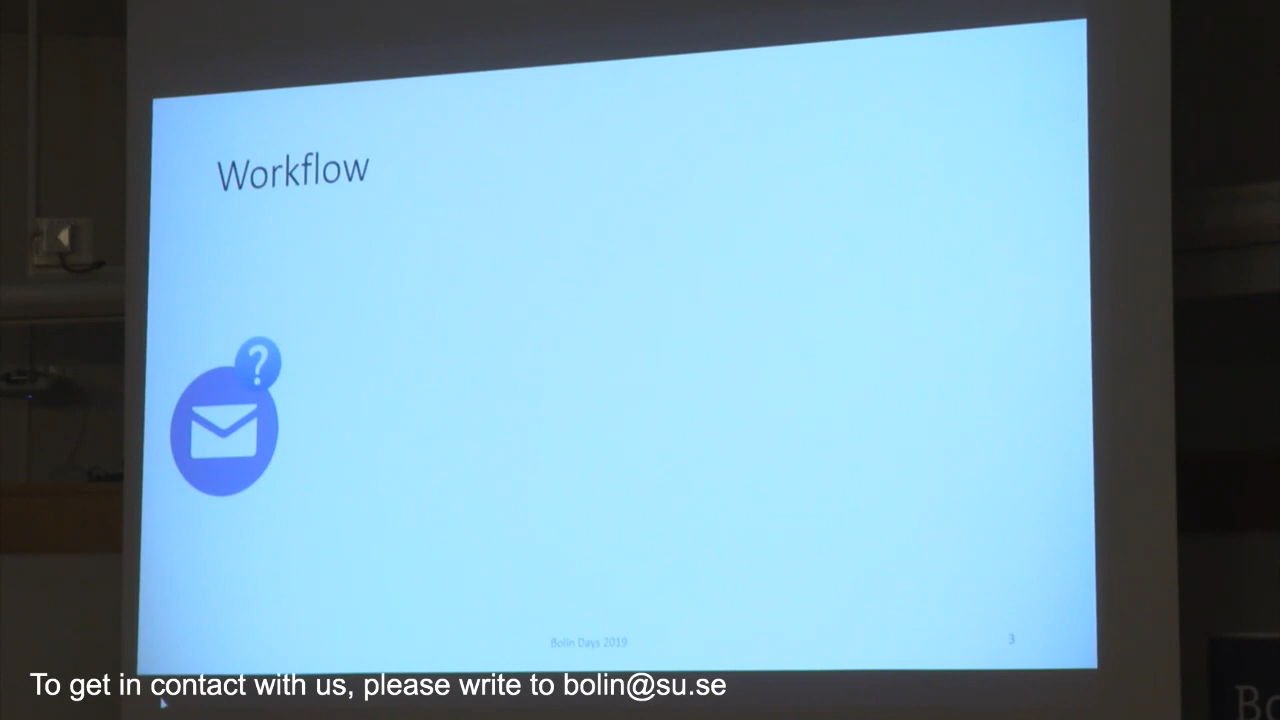 Workflow
?
Bolin Days 2019
3
To get in contact with us, please write to bolin@su.se